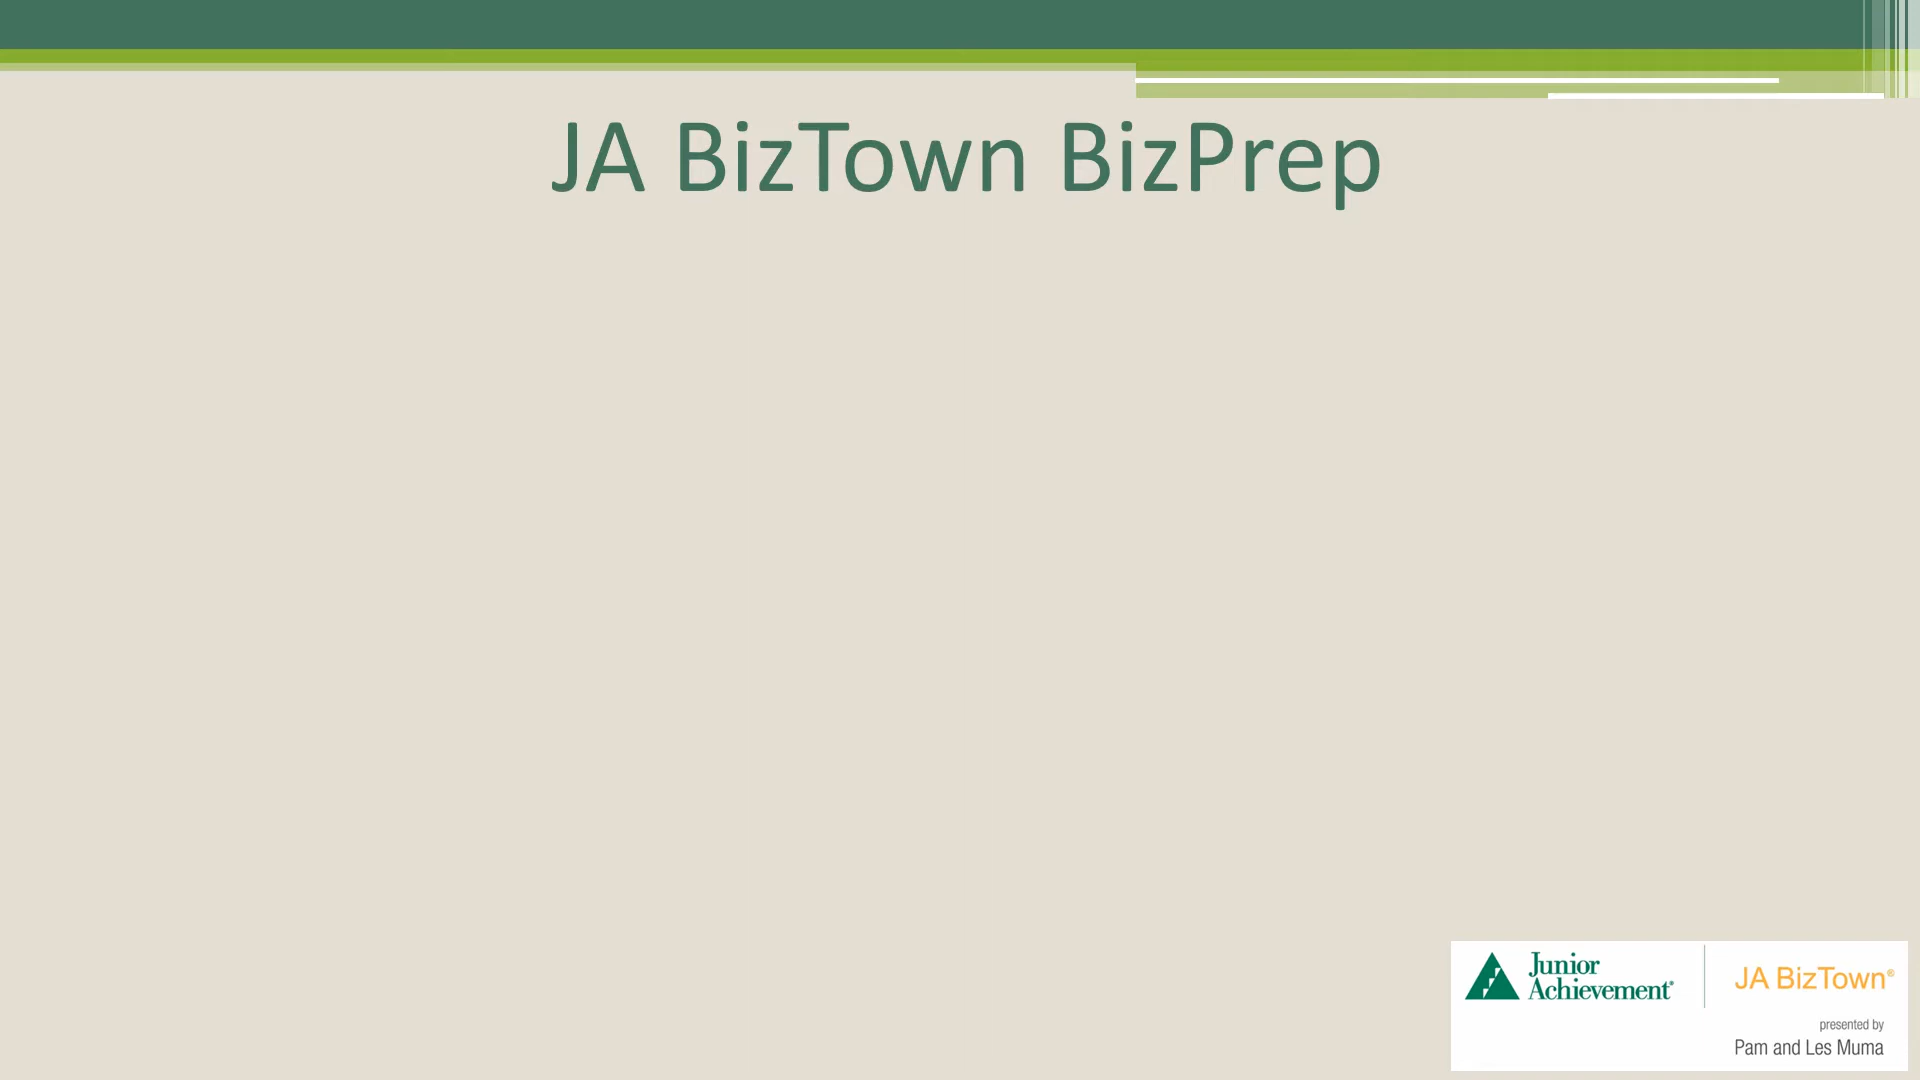 JA BizTown BizPrep
Junior
Achievement®
JA BizTown®
presented by
Pam and Les Muma